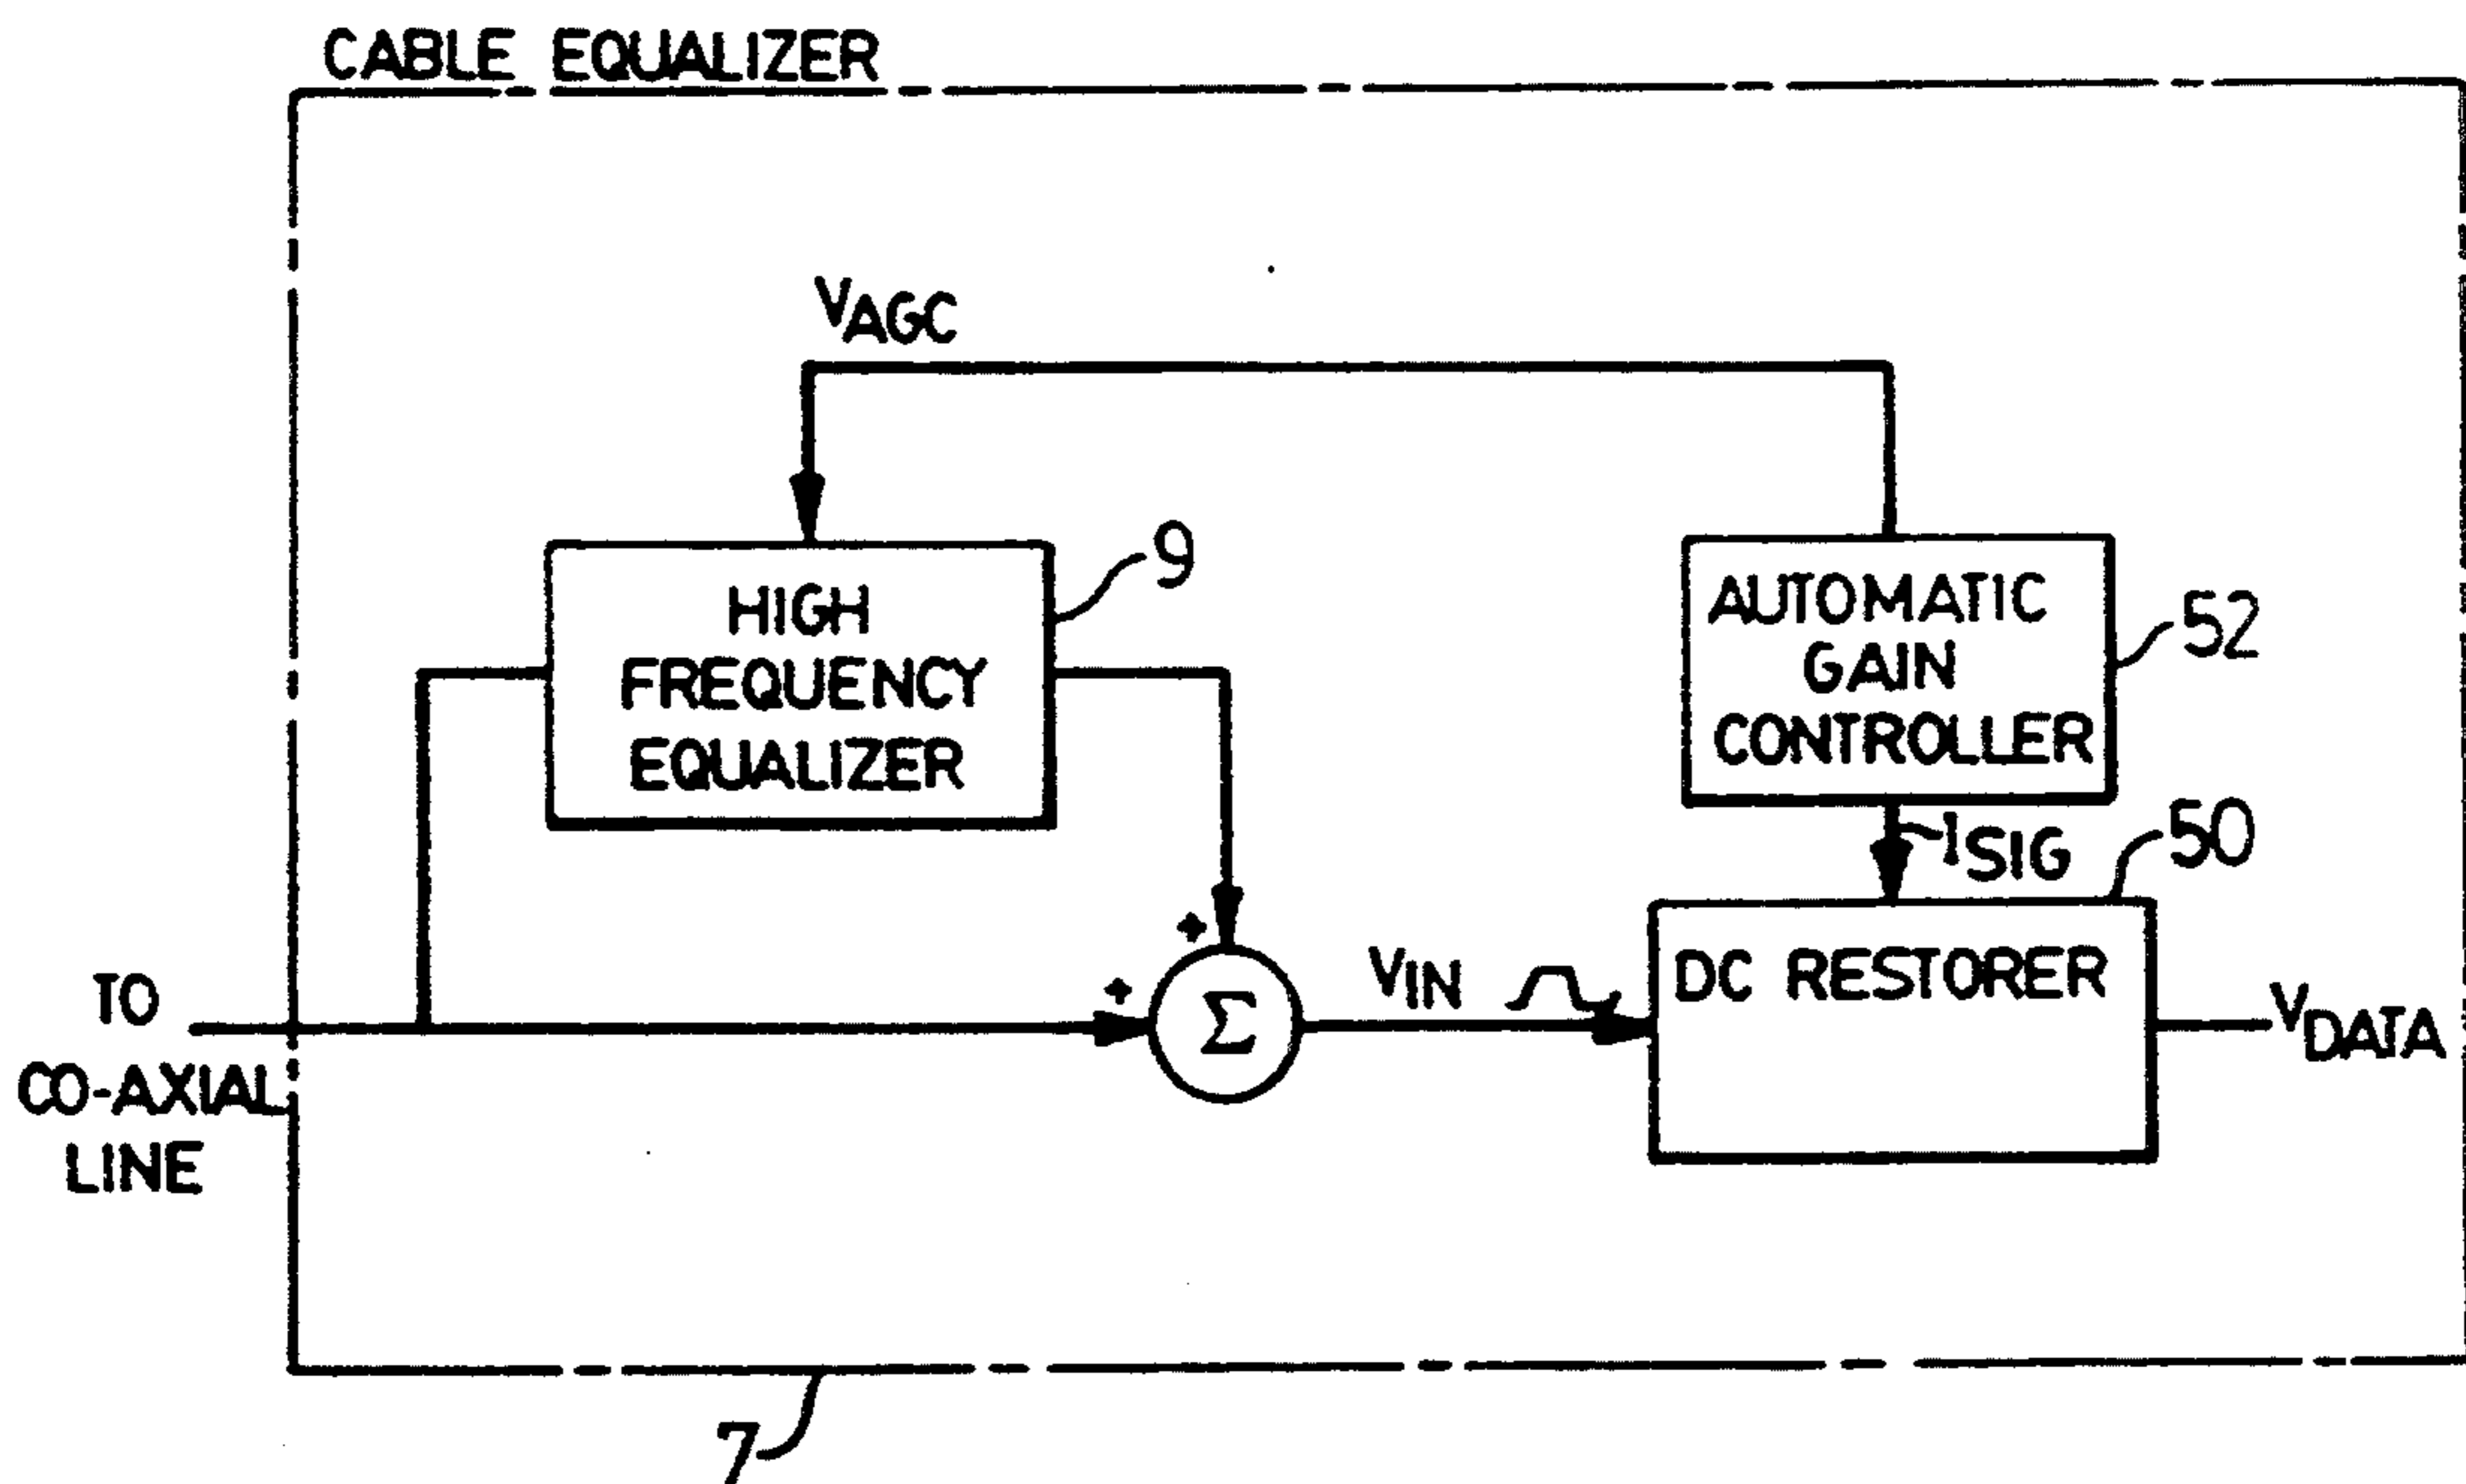 CABLE EQUALIZER
VAGC
HIGH
FREQUENCY
EQUALIZER
9
AUTOMATIC
GAIN
CONTROLLER
52
ISIG
50
DC RESTORER
+
+
Σ
VIN
VDATA
TO
CO-AXIAL
LINE
7